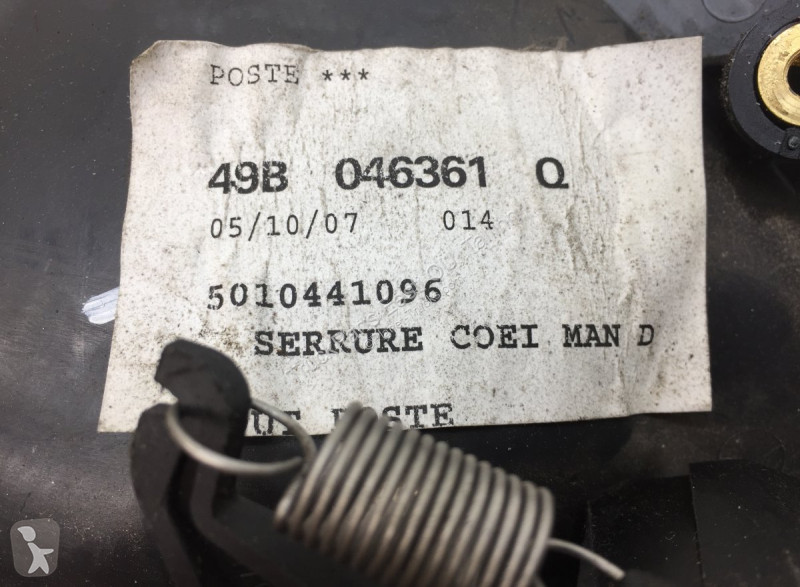 POSTE ***
49B 046361 Q
05/10/07 014
5010441096
SERRURE COEI MAN D